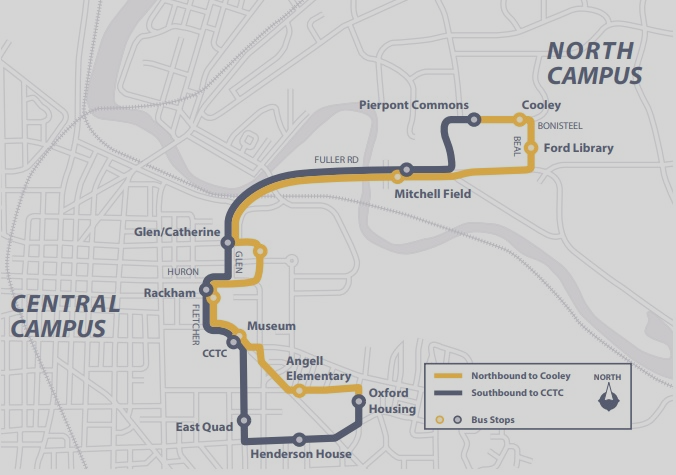 NORTH
CAMPUS
Pierpont Commons
Cooley
BONISTEEL
BEAL
Ford Library
FULLER RD
Mitchell Field
Glen/Catherine
GLEN
HURON
Rackham
CENTRAL
CAMPUS
FLETCHER
Museum
CCTC
Angell
Elementary
Oxford
Housing
East Quad
Henderson House
Northbound to Cooley
Southbound to CCTC
Bus Stops
NORTH